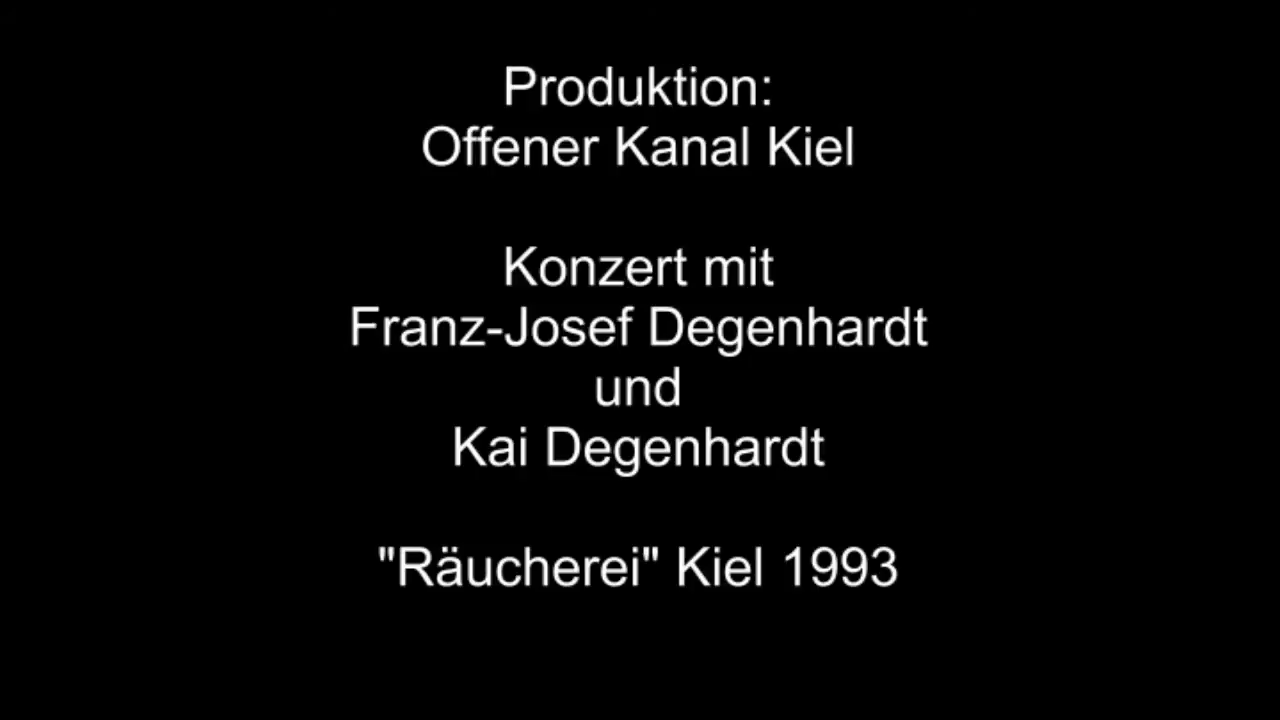 Produktion:
Offener Kanal Kiel
Konzert mit
Franz-Josef Degenhardt
und
Kai Degenhardt
"Räucherei" Kiel 1993